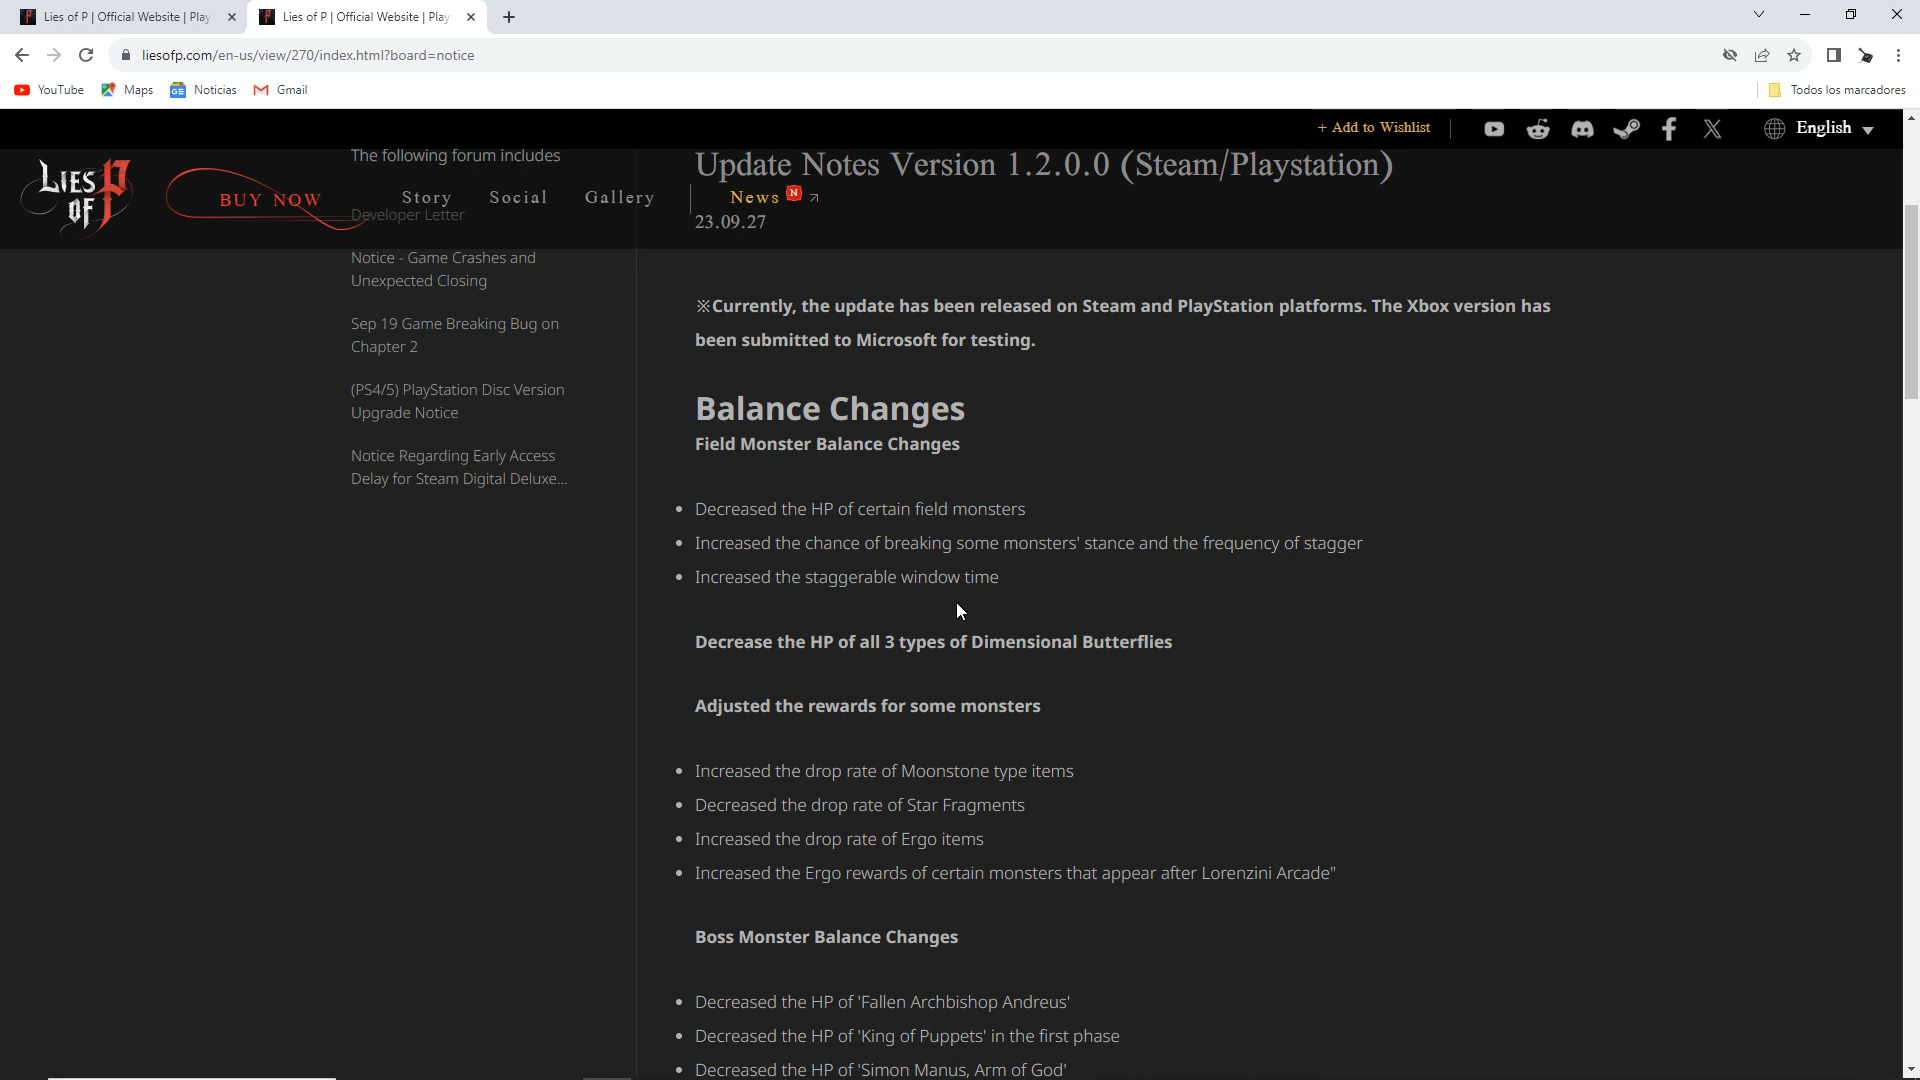 Lies of P | Official Website | Play
Lies of P | Official Website | Play
liesofp.com/en-us/view/270/index.html?board=notice
YouTube
Maps
Noticias
Gmail
Todos los marcadores
+ Add to Wishlist
English
LIES OF P
BUY NOW
Story
Social
Gallery
News
N
The following forum includes
Developer Letter
Notice - Game Crashes and
Unexpected Closing
Sep 19 Game Breaking Bug on
Chapter 2
(PS4/5) PlayStation Disc Version
Upgrade Notice
Notice Regarding Early Access
Delay for Steam Digital Deluxe...
Update Notes Version 1.2.0.0 (Steam/Playstation)
23.09.27
※Currently, the update has been released on Steam and PlayStation platforms. The Xbox version has
been submitted to Microsoft for testing.
Balance Changes
Field Monster Balance Changes
• Decreased the HP of certain field monsters
• Increased the chance of breaking some monsters' stance and the frequency of stagger
• Increased the staggerable window time
Decrease the HP of all 3 types of Dimensional Butterflies
Adjusted the rewards for some monsters
• Increased the drop rate of Moonstone type items
• Decreased the drop rate of Star Fragments
• Increased the drop rate of Ergo items
• Increased the Ergo rewards of certain monsters that appear after Lorenzini Arcade"
Boss Monster Balance Changes
• Decreased the HP of 'Fallen Archbishop Andreus'
• Decreased the HP of 'King of Puppets' in the first phase
• Decreased the HP of 'Simon Manus, Arm of God'